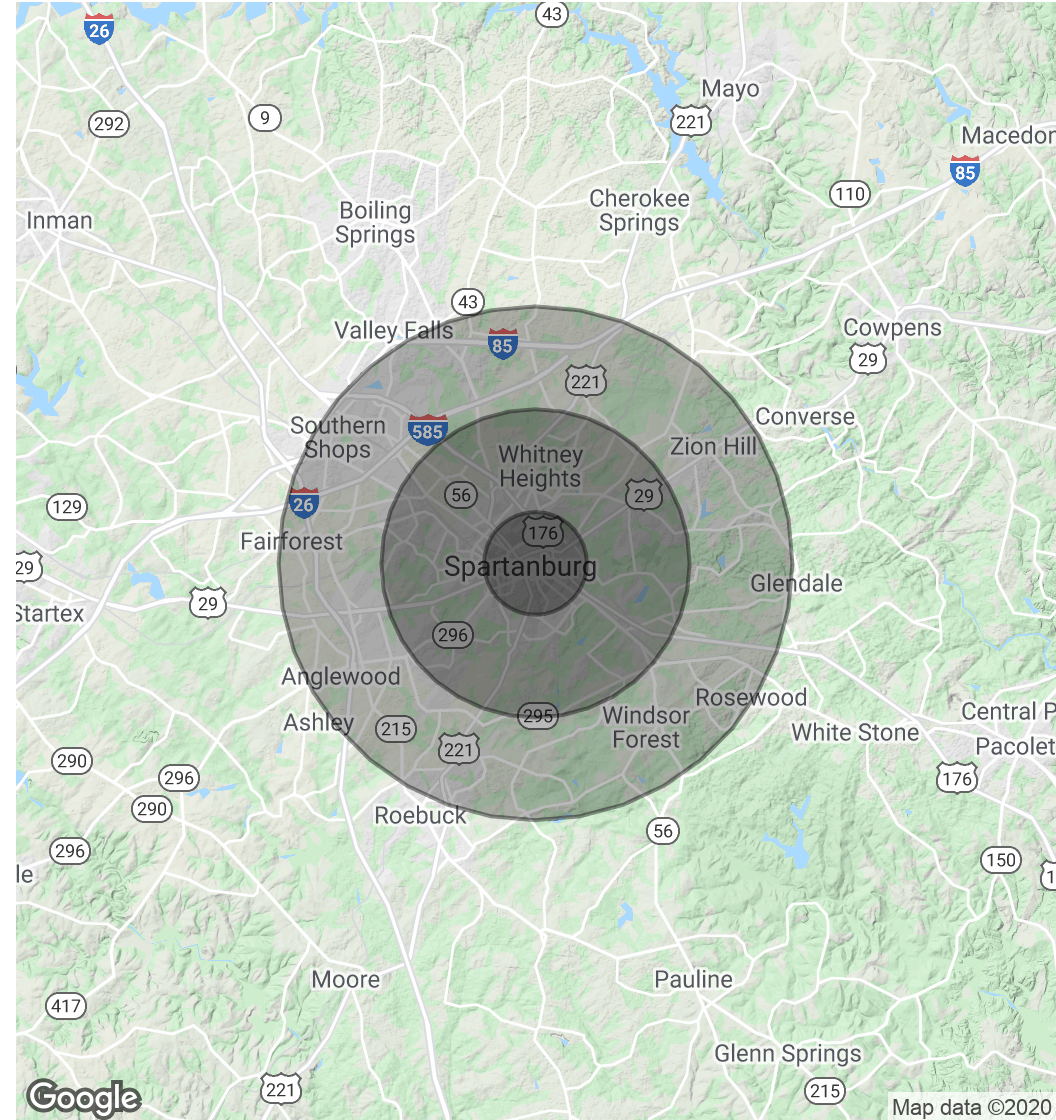 43
26
Mayo
292
9
221
Macedon
85
110
Cherokee
Springs
Inman
Boiling
Springs
43
Valley Falls
85
Cowpens
29
221
Converse
Southern
Shops
585
Zion Hill
Whitney
Heights
56
29
26
129
176
Fairforest
29
Spartanburg
Glendale
29
Startex
296
Anglewood
Rosewood
295
Windsor
Forest
Ashley
215
Central P
White Stone
221
Pacolet
290
296
176
290
Roebuck
56
296
150
le
1
Moore
Pauline
417
Glenn Springs
221
215
Google
Map data ©2020